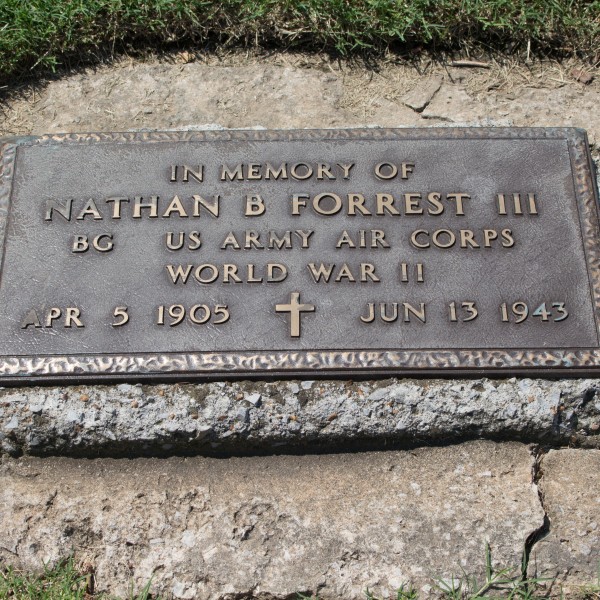 IN MEMORY OF
NATHAN B FORREST III
BG US ARMY AIR CORPS
WORLD WAR II
APR 5 1905 JUN 13 1943